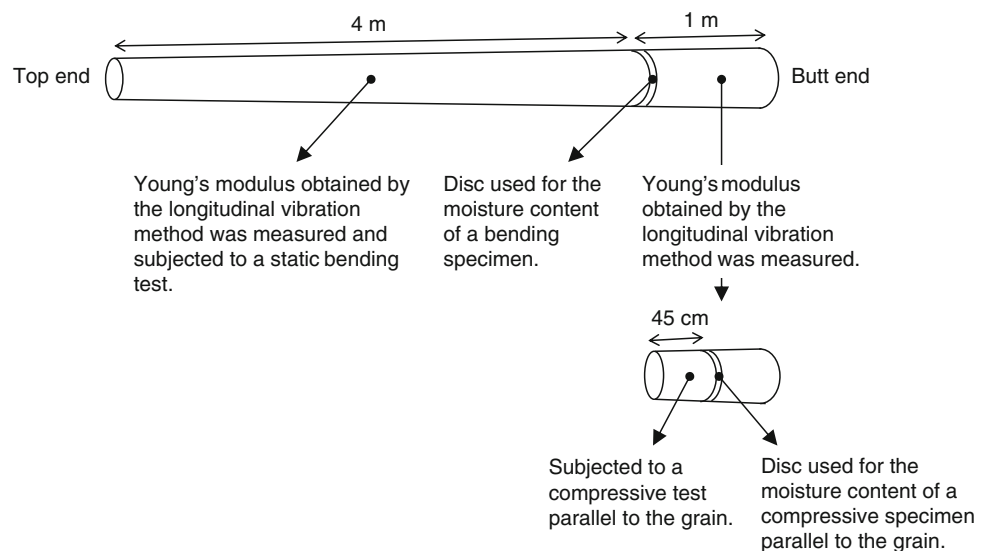 4 m
1 m
Top end
Butt end
Young's modulus obtained by
the longitudinal vibration
method was measured and
subjected to a static bending
test.
Disc used for the
moisture content
of a bending
specimen.
Young's modulus
obtained by the
longitudinal vibration
method was measured.
45 cm
Subjected to a
compressive test
parallel to the grain.
Disc used for the
moisture content of a
compressive specimen
parallel to the grain.